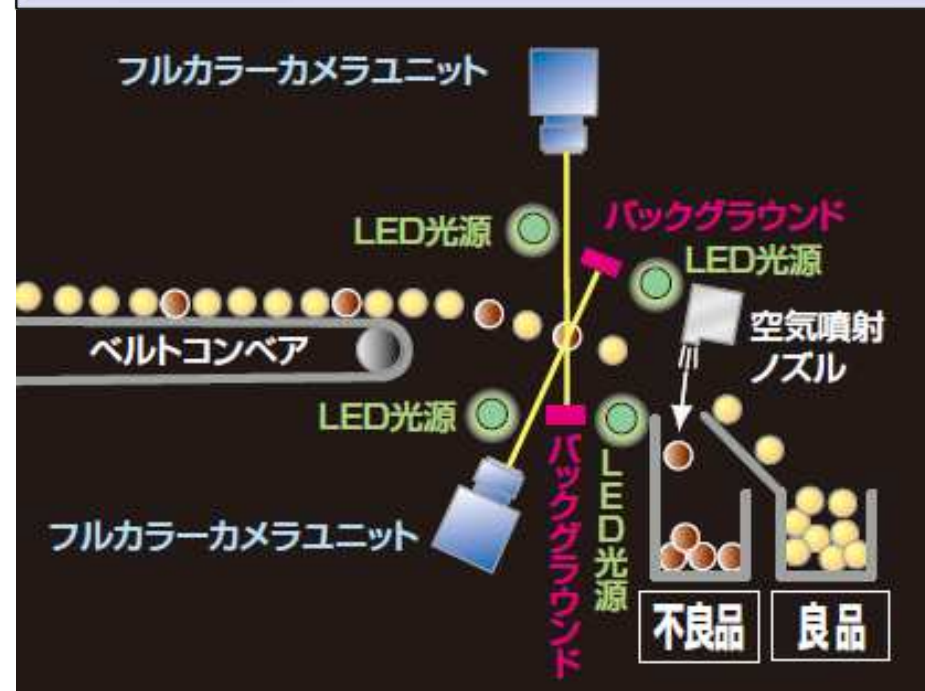 フルカラーカメラユニット
LED光源
バックグラウンド
LED光源
空気噴射
ノズル
ベルトコンベア
LED光源
LED光源
バックグラウンド
フルカラーカメラユニット
不良品
良品